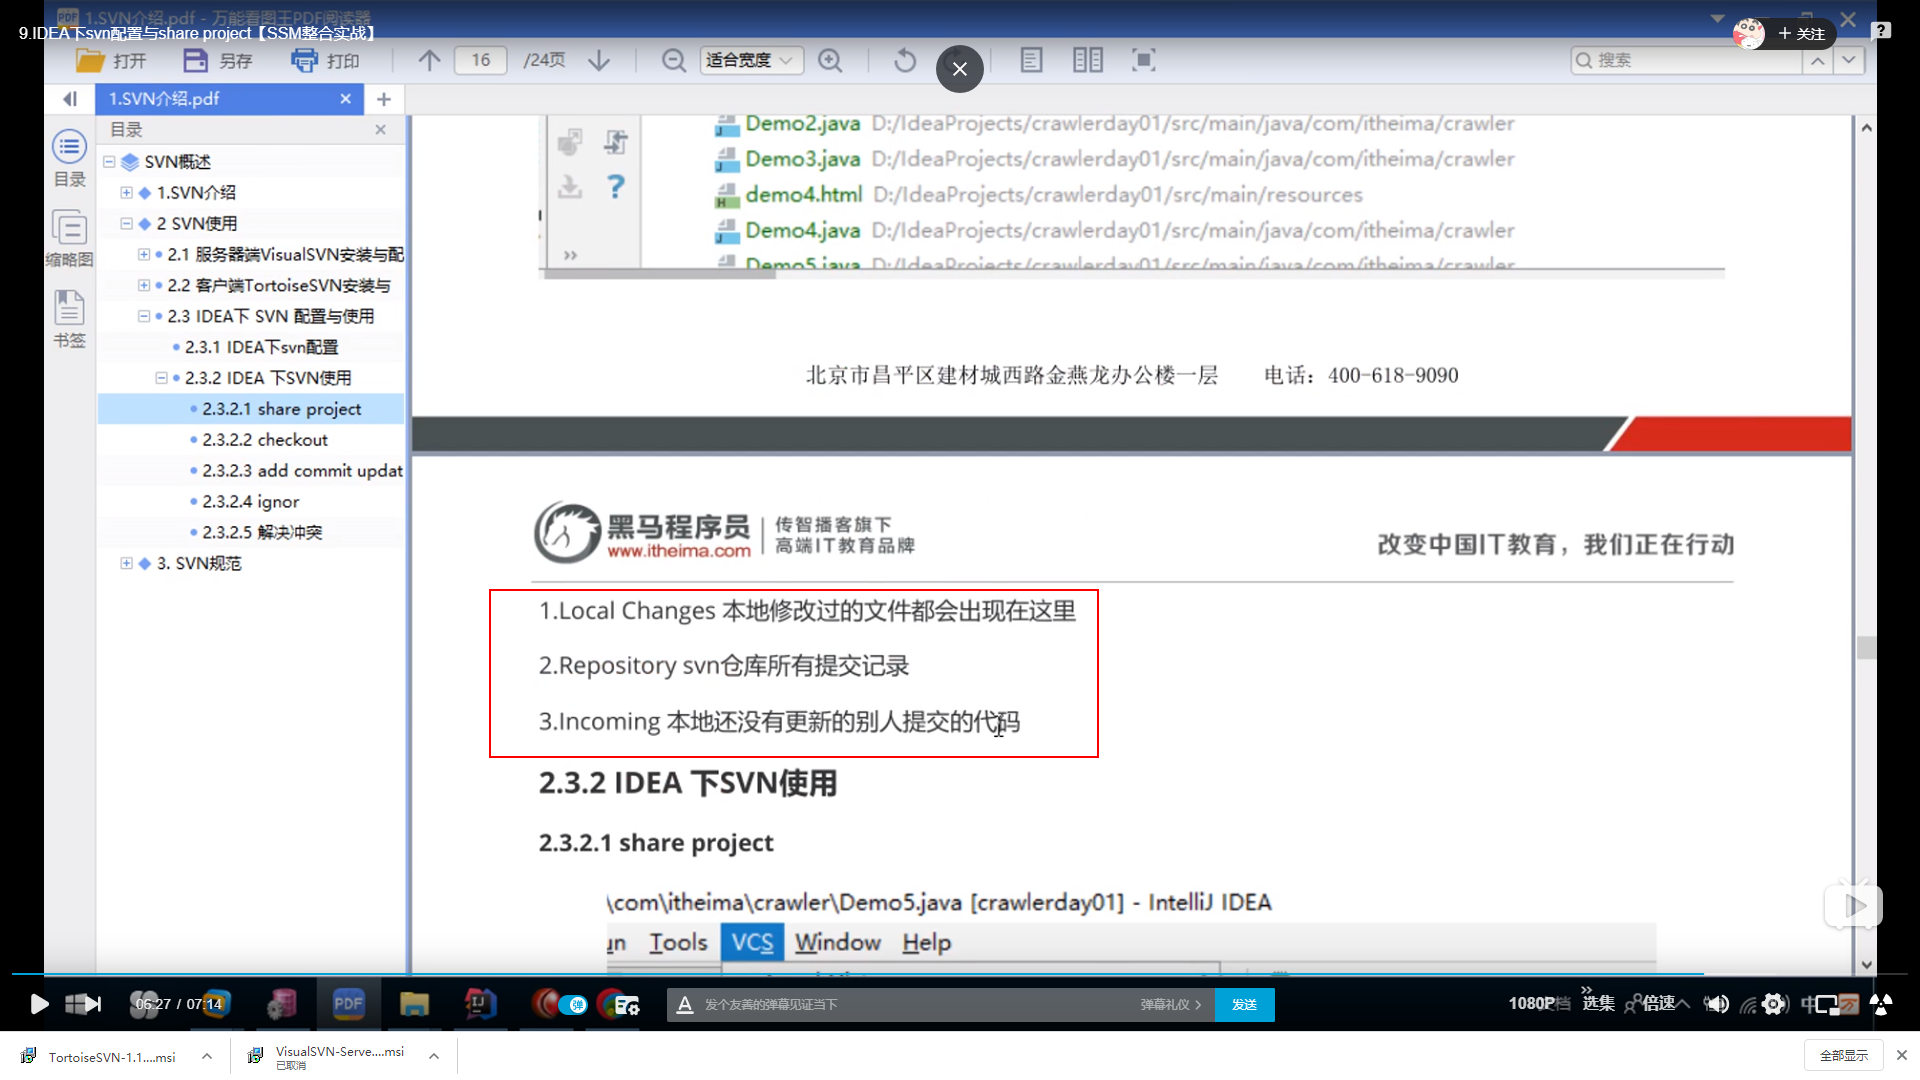 1.SVN介绍.pdf - 万能看图王PDF阅读器
9.IDEA下svn配置与share project【SSM整合实战】
+ 关注
打开
另存
打印
16
/24页
适合宽度
搜索
1.SVN介绍.pdf
目录
目录
缩略图
书签
SVN概述
1.SVN介绍
2 SVN使用
2.1 服务器端VisualSVN安装与配
2.2 客户端TortoiseSVN安装与
2.3 IDEA下 SVN 配置与使用
2.3.1 IDEA下svn配置
2.3.2 IDEA 下SVN使用
2.3.2.1 share project
2.3.2.2 checkout
2.3.2.3 add commit updat
2.3.2.4 ignor
2.3.2.5 解决冲突
3. SVN规范
Demo2.java D:/IdeaProjects/crawlerday01/src/main/java/com/itheima/crawler
Demo3.java D:/IdeaProjects/crawlerday01/src/main/java/com/itheima/crawler
demo4.html D:/IdeaProjects/crawlerday01/src/main/resources
Demo4.java D:/IdeaProjects/crawlerday01/src/main/java/com/itheima/crawler
Demo5.java D:/IdeaProjects/crawlerday01/src/main/java/com/itheima/crawler
北京市昌平区建材城西路金燕龙办公楼一层 电话：400-618-9090
黑马程序员
www.itheima.com
传智播客旗下
高端IT教育品牌
改变中国IT教育，我们正在行动
1.Local Changes 本地修改过的文件都会出现在这里
2.Repository svn仓库所有提交记录
3.Incoming 本地还没有更新的别人提交的代码
2.3.2 IDEA 下SVN使用
2.3.2.1 share project
\com\itheima\crawler\Demo5.java [crawlerday01] - IntelliJ IDEA
un Tools VCS Window Help
06:27 / 07:14
PDF
弹
发个友善的弹幕见证当下
弹幕礼仪
发送
1080P
选集
倍速
TortoiseSVN-1.1....msi
VisualSVN-Serve....msi
已取消
全部显示